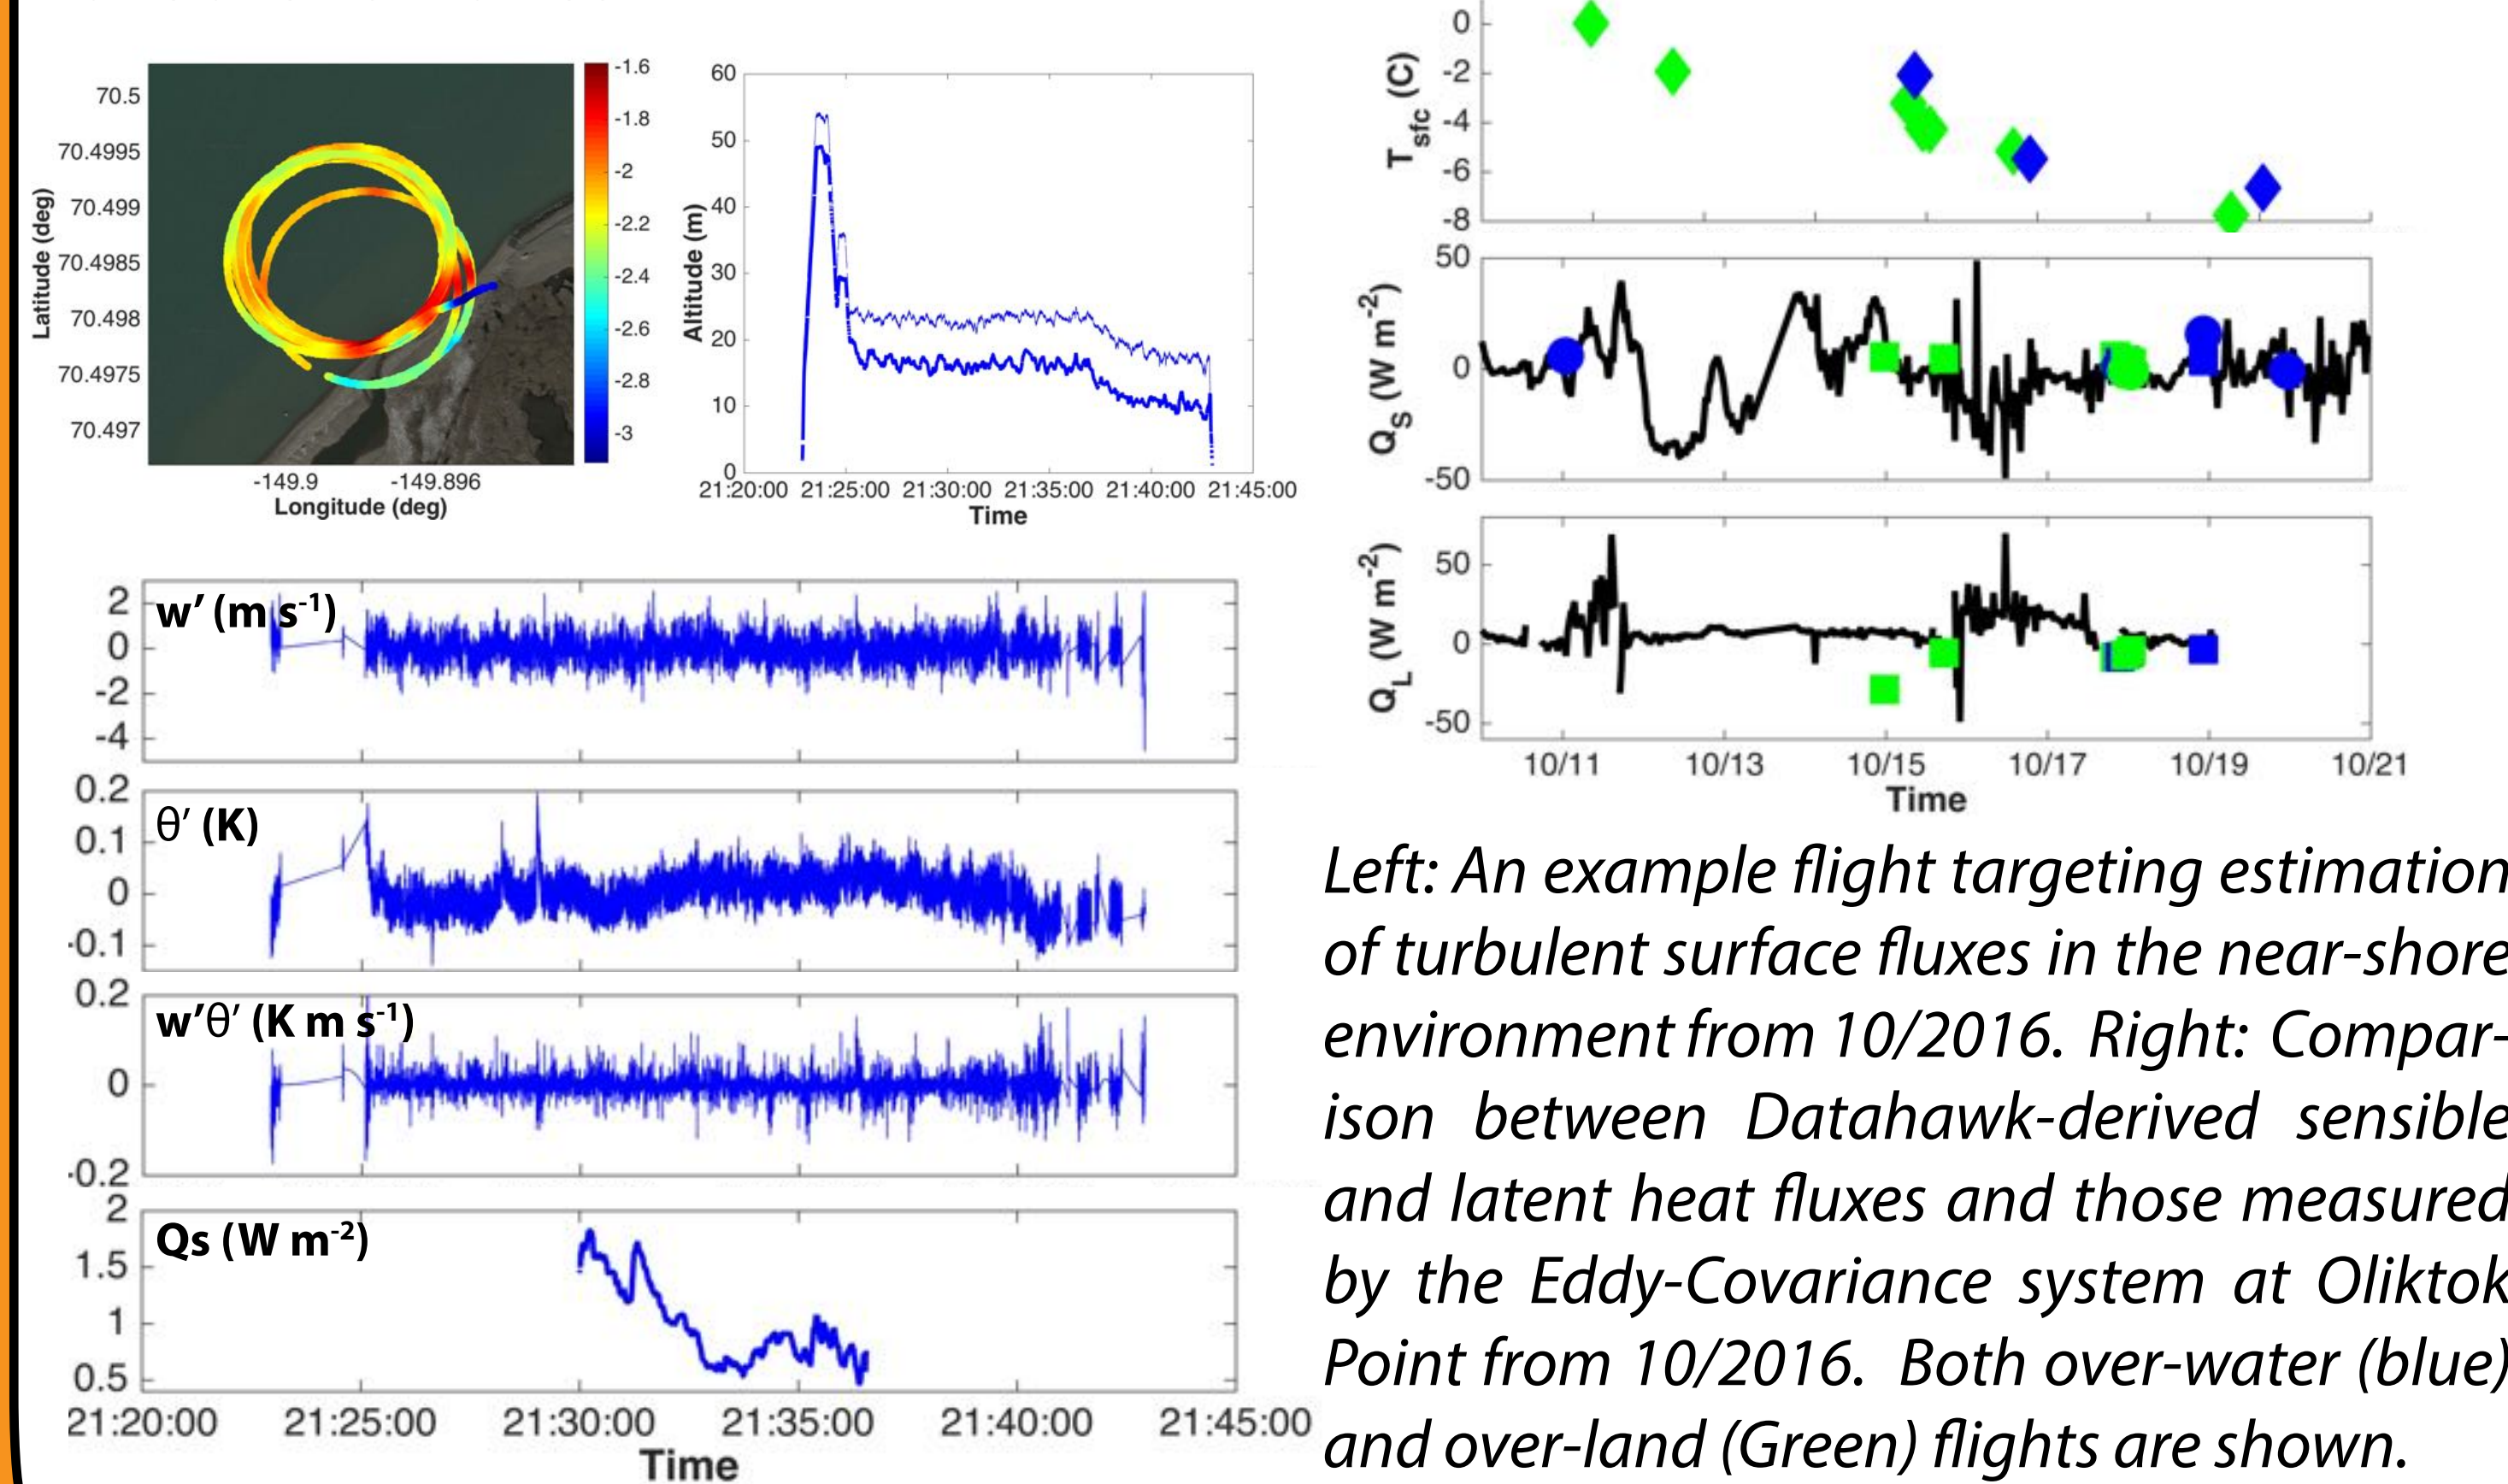 70.5
70.4995
70.499
70.4985
70.498
70.4975
70.497
Latitude (deg)
-149.9
-149.896
Longitude (deg)
-1.6
-1.8
-2
-2.2
-2.4
-2.6
-2.8
-3
60
50
40
30
20
10
0
Altitude (m)
21:20:00 21:25:00 21:30:00 21:35:00 21:40:00 21:45:00
Time
w′ (m s-1)
2
0
-2
-4
θ′ (K)
0.2
0.1
0
-0.1
w′θ′ (K m s-1)
0.2
0
-0.2
Qs (W m-2)
2
1.5
1
0.5
21:20:00 21:25:00 21:30:00 21:35:00 21:40:00 21:45:00
Time
0
-2
-4
-6
-8
Tsfc (C)
50
0
-50
QS (W m-2)
50
0
-50
QL (W m-2)
10/11 10/13 10/15 10/17 10/19 10/21
Time
Left: An example flight targeting estimation
of turbulent surface fluxes in the near-shore
environment from 10/2016. Right: Compar-
ison between Datahawk-derived sensible
and latent heat fluxes and those measured
by the Eddy-Covariance system at Oliktok
Point from 10/2016. Both over-water (blue)
and over-land (Green) flights are shown.